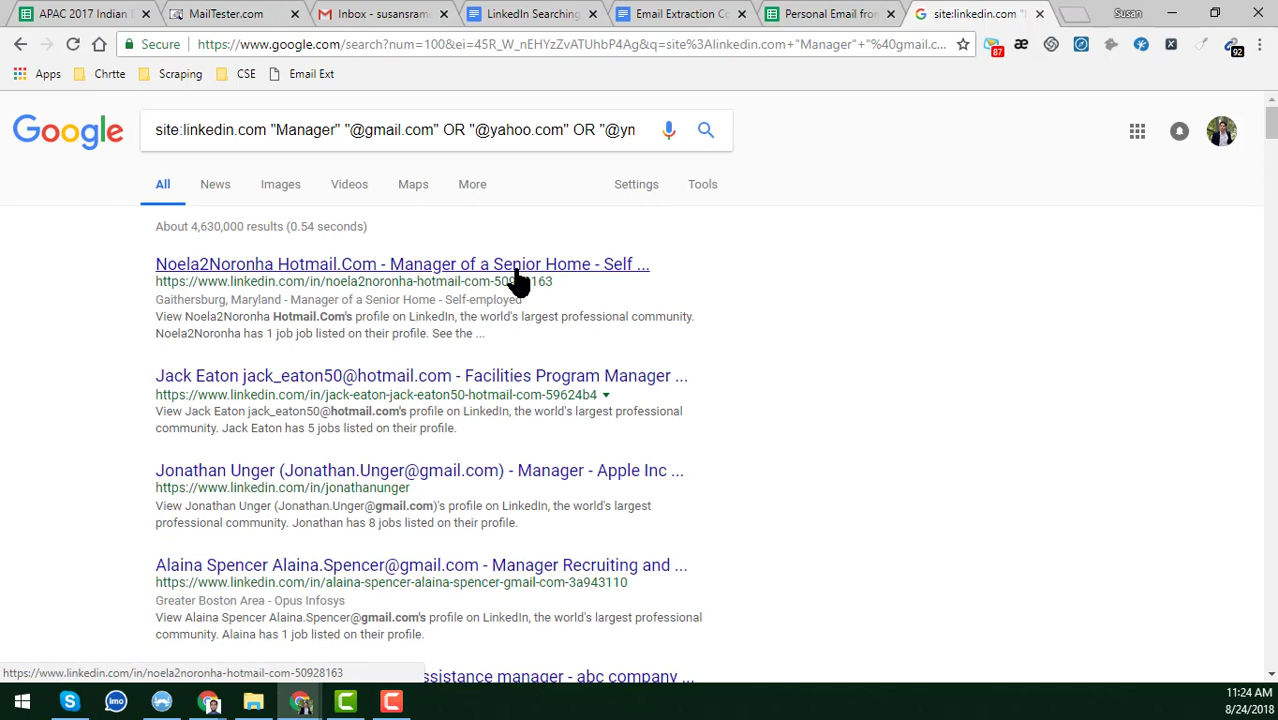 APAC 2017 Indian
MailTester.com
Inbox - susansram
LinkedIn Searching
Email Extraction Co
Personal Email from
site:linkedin.com "I
Susan
Secure
https://www.google.com/search?num=100&ei=45R_W_nEHYzZvATUhbP4Ag&q=site%3Alinkedin.com+"Manager"+"%40gmail.c...
87
92
Apps
Chrtte
Scraping
CSE
Email Ext
Google
site:linkedin.com "Manager" "@gmail.com" OR "@yahoo.com" OR "@yn
All
News
Images
Videos
Maps
More
Settings
Tools
About 4,630,000 results (0.54 seconds)
Noela2Noronha Hotmail.Com - Manager of a Senior Home - Self ...
https://www.linkedin.com/in/noela2noronha-hotmail-com-50928163
Gaithersburg, Maryland - Manager of a Senior Home - Self-employed
View Noela2Noronha Hotmail.Com's profile on LinkedIn, the world's largest professional community.
Noela2Noronha has 1 job job listed on their profile. See the ...
Jack Eaton jack_eaton50@hotmail.com - Facilities Program Manager ...
https://www.linkedin.com/in/jack-eaton-jack-eaton50-hotmail-com-59624b4
View Jack Eaton jack_eaton50@hotmail.com's profile on LinkedIn, the world's largest professional
community. Jack Eaton has 5 jobs listed on their profile.
Jonathan Unger (Jonathan.Unger@gmail.com) - Manager - Apple Inc ...
https://www.linkedin.com/in/jonathanunger
View Jonathan Unger (Jonathan.Unger@gmail.com)'s profile on LinkedIn, the world's largest
professional community. Jonathan has 8 jobs listed on their profile.
Alaina Spencer Alaina.Spencer@gmail.com - Manager Recruiting and ...
https://www.linkedin.com/in/alaina-spencer-alaina-spencer-gmail-com-3a943110
Greater Boston Area - Opus Infosys
View Alaina Spencer Alaina.Spencer@gmail.com's profile on LinkedIn, the world's largest professional
community. Alaina has 1 job listed on their profile.
ssistance manager - abc company ...
https://www.linkedin.com/in/noela2noronha-hotmail-com-50928163
imo
11:24 AM
8/24/2018